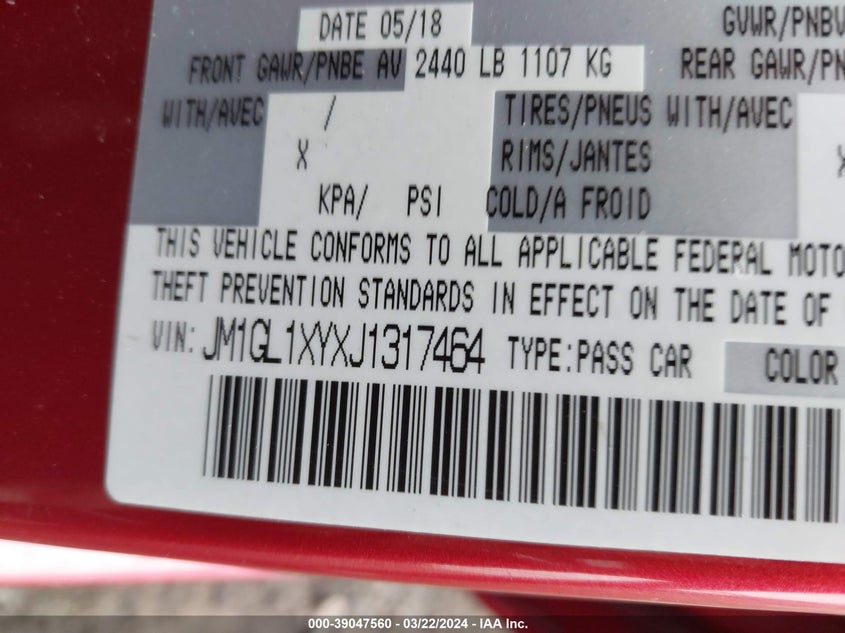 DATE 05/18 GVWR/PNBV
FRONT GAWR/PNBE AV 2440 LB 1107 KG REAR GAWR/PN
WITH/AVEC / TIRES/PNEUS WITH/AVEC
X RIMS/JANTES X
KPA/ PSI COLD/A FROID
THIS VEHICLE CONFORMS TO ALL APPLICABLE FEDERAL MOTO
THEFT PREVENTION STANDARDS IN EFFECT ON THE DATE OF
VIN: JM1GL1XYXJ1317464 TYPE:PASS CAR COLOR
000-39047560 — 03/22/2024 — IAA Inc.